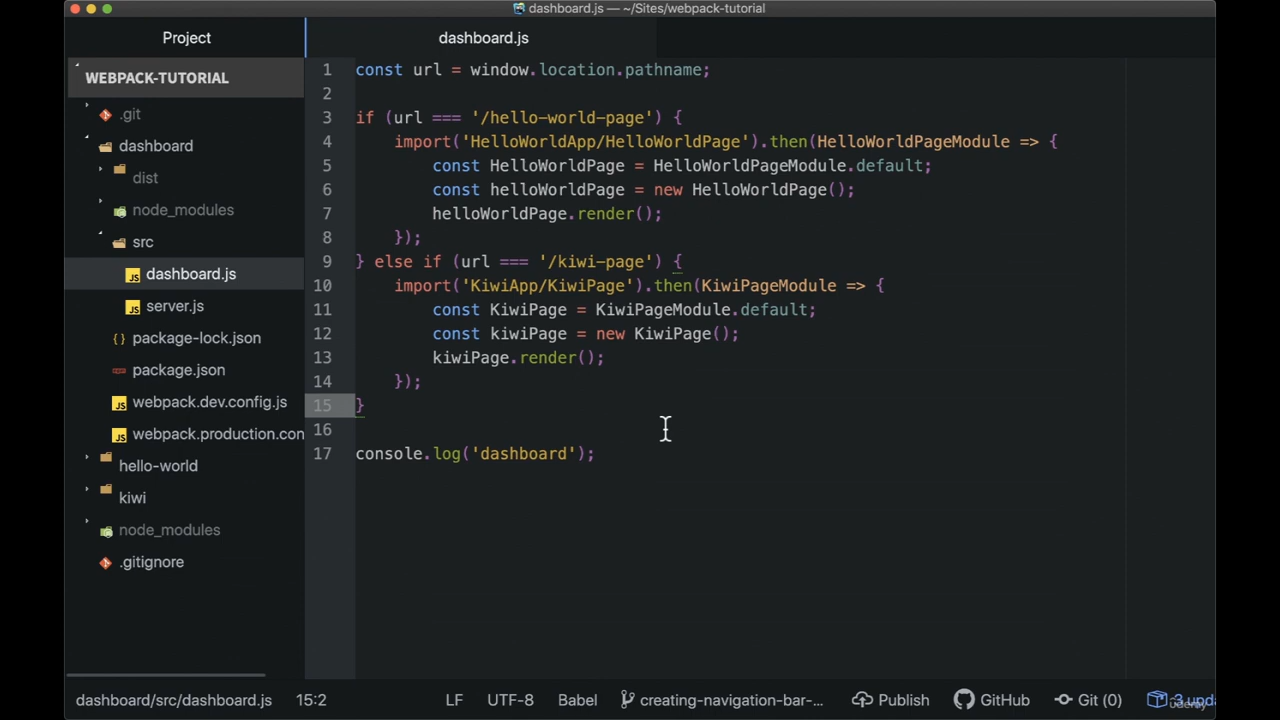 dashboard.js — ~/Sites/webpack-tutorial
Project
dashboard.js
WEBPACK-TUTORIAL
.git
dashboard
dist
node_modules
src
dashboard.js
server.js
package-lock.json
package.json
webpack.dev.config.js
webpack.production.con
hello-world
kiwi
node_modules
.gitignore
1 const url = window.location.pathname;
2
3 if (url === '/hello-world-page') {
4 import('HelloWorldApp/HelloWorldPage').then(HelloWorldPageModule => {
5 const HelloWorldPage = HelloWorldPageModule.default;
6 const helloWorldPage = new HelloWorldPage();
7 helloWorldPage.render();
8 });
9 } else if (url === '/kiwi-page') {
10 import('KiwiApp/KiwiPage').then(KiwiPageModule => {
11 const KiwiPage = KiwiPageModule.default;
12 const kiwiPage = new KiwiPage();
13 kiwiPage.render();
14 });
15 }
16
17 console.log('dashboard');
dashboard/src/dashboard.js 15:2 LF UTF-8 Babel creating-navigation-bar-... Publish GitHub Git (0) 3 upd